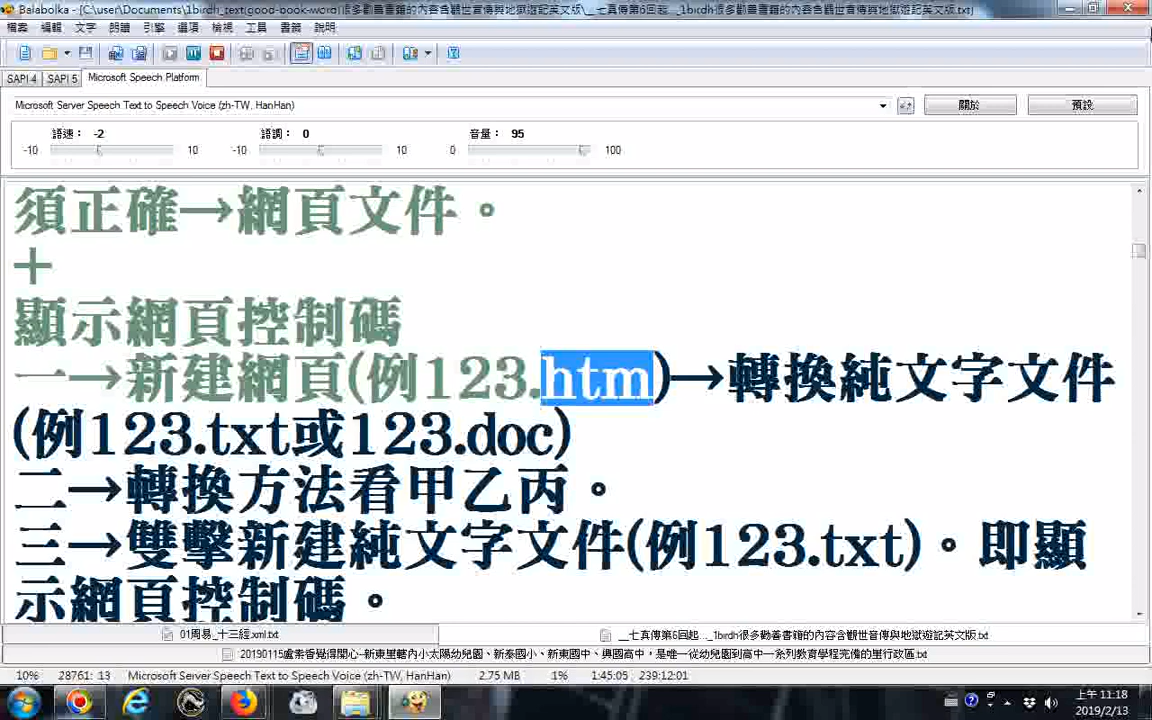 Balabolka - [C:\user\Documents\1birdh_text\good-book-word\很多勸善書籍的內容含觀世音傳與地獄遊記英文版\__七真傳第6回起..._1birdh很多勸善書籍的內容含觀世音傳與地獄遊記英文版.txt]
檔案 編輯 文字 朗讀 引擎 選項 檢視 工具 書籤 說明
SAPI 4 SAPI 5 Microsoft Speech Platform
Microsoft Server Speech Text to Speech Voice (zh-TW, HanHan) 關於 預設
語速: -2 語調: 0 音量: 95
-10 10 -10 10 0 100
須正確→網頁文件。
＋
顯示網頁控制碼
一→新建網頁(例123.htm)→轉換純文字文件
(例123.txt或123.doc)
二→轉換方法看甲乙丙。
三→雙擊新建純文字文件(例123.txt)。即顯
示網頁控制碼。
01周易_十三經.xml.txt __七真傳第6回起..._1birdh很多勸善書籍的內容含觀世音傳與地獄遊記英文版.txt
20190115盧素香覺得開心-新東里轄內小太陽幼兒園、新泰國小、新東國中、興國高中，是唯一從幼兒園到高中一系列教育學程完備的里行政區.txt
10% 28761: 13 Microsoft Server Speech Text to Speech Voice (zh-TW, HanHan) 2.75 MB 1% 1:45:05 239:12:01
上午 11:18
2019/2/13